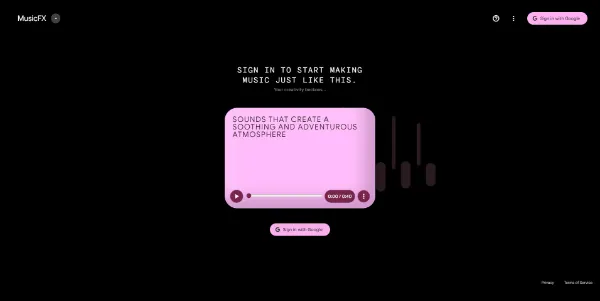 MusicFX
Sign in with Google
SIGN IN TO START MAKING
MUSIC JUST LIKE THIS.
SOUNDS THAT CREATE A
SOOTHING AND ADVENTUROUS
ATMOSPHERE
Sign in with Google
Privacy
Terms of Service